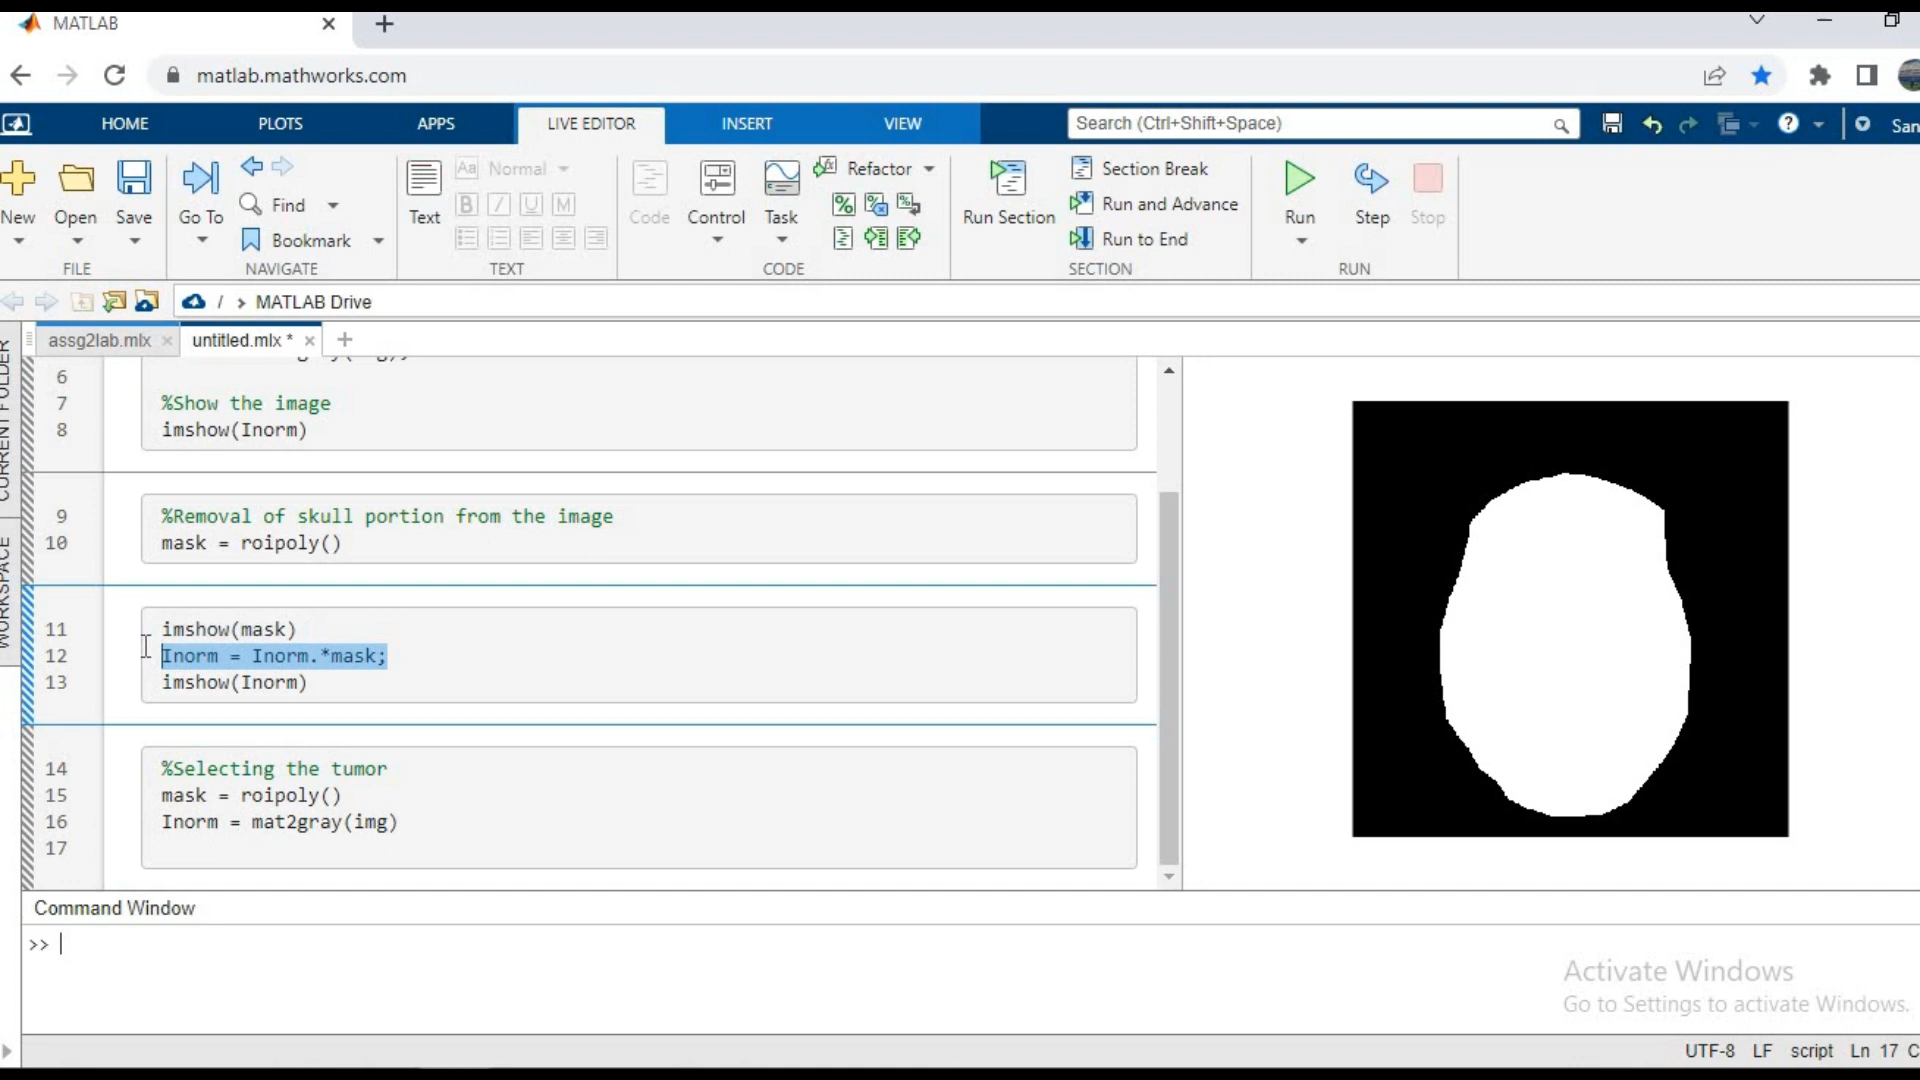 MATLAB
matlab.mathworks.com
HOME PLOTS APPS LIVE EDITOR INSERT VIEW Search (Ctrl+Shift+Space) San
New Open Save Go To Find Bookmark Text Normal Code Control Task Refactor Run Section Section Break Run and Advance Run to End Run Step Stop
FILE NAVIGATE TEXT CODE SECTION RUN
/ > MATLAB Drive
assg2lab.mlx untitled.mlx *
CURRENT FOLDER
WORKSPACE
6
7 %Show the image
8 imshow(Inorm)
9 %Removal of skull portion from the image
10 mask = roipoly()
11 imshow(mask)
12 Inorm = Inorm.*mask;
13 imshow(Inorm)
14 %Selecting the tumor
15 mask = roipoly()
16 Inorm = mat2gray(img)
17
Command Window
>>
Activate Windows
Go to Settings to activate Windows.
UTF-8 LF script Ln 17 C